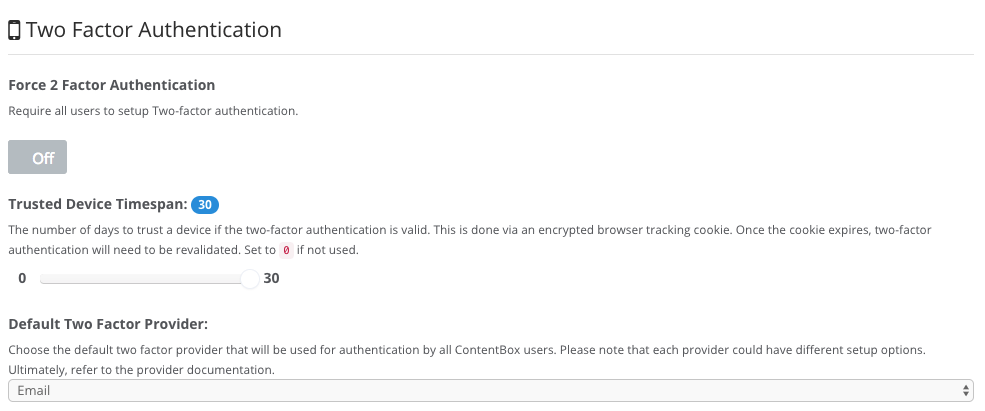 Two Factor Authentication
Force 2 Factor Authentication
Require all users to setup Two-factor authentication.
Off
Trusted Device Timespan: 30
The number of days to trust a device if the two-factor authentication is valid. This is done via an encrypted browser tracking cookie. Once the cookie expires, two-factor
authentication will need to be revalidated. Set to 0 if not used.
0 30
Default Two Factor Provider:
Choose the default two factor provider that will be used for authentication by all ContentBox users. Please note that each provider could have different setup options.
Ultimately, refer to the provider documentation.
Email